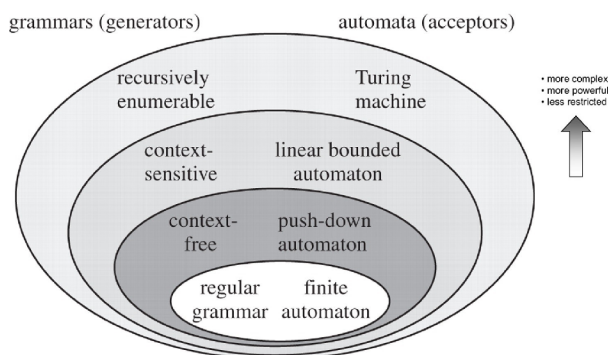 grammars (generators)
automata (acceptors)
recursively
enumerable
Turing
machine
• more complex
• more powerful
• less restricted
context-
sensitive
linear bounded
automaton
context-
free
push-down
automaton
regular
grammar
finite
automaton